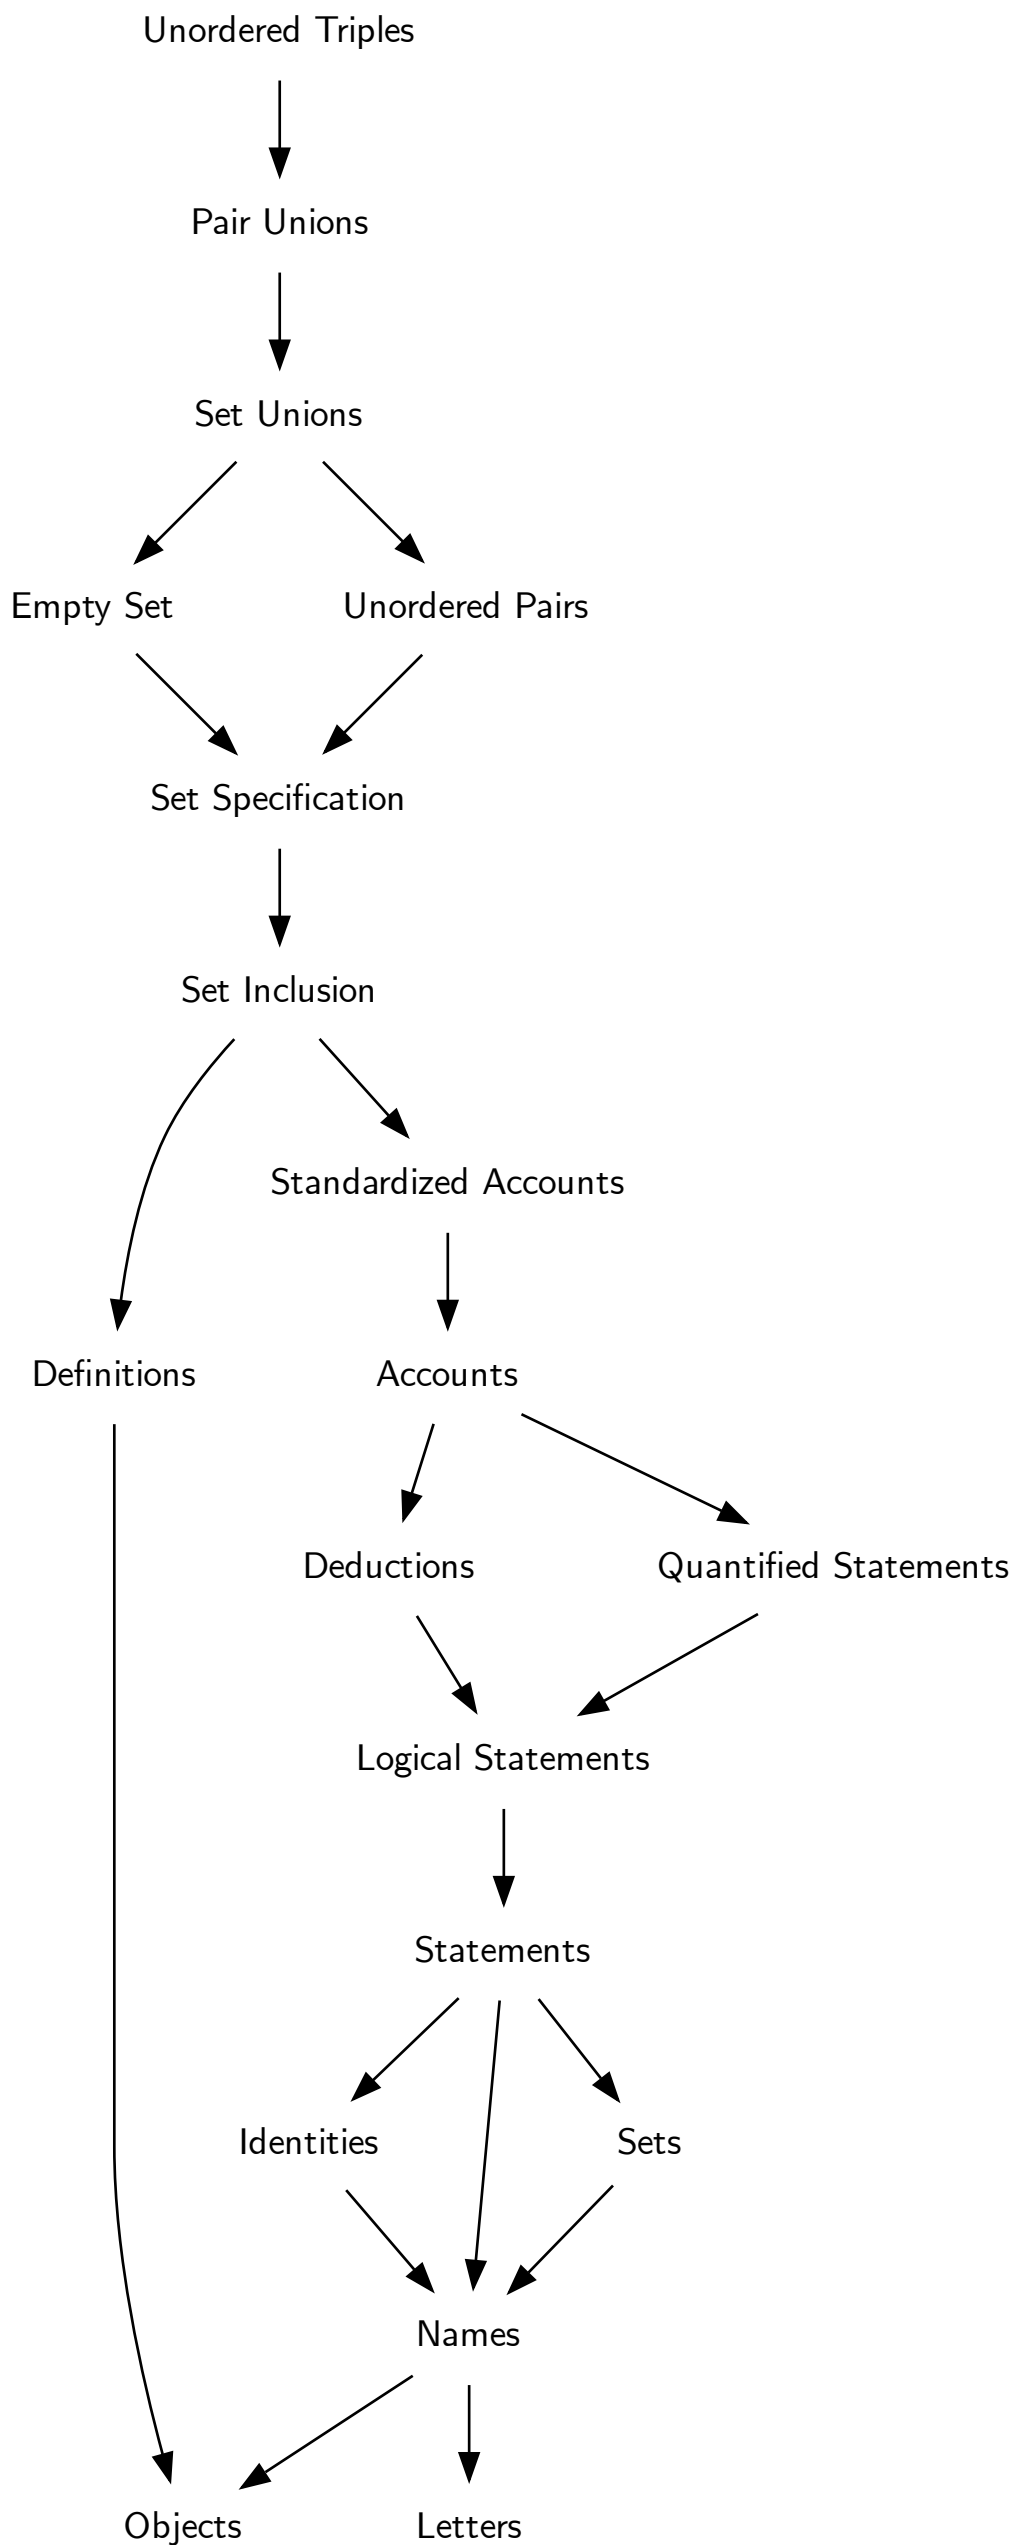 Unordered Triples
Pair Unions
Set Unions
Empty Set
Unordered Pairs
Set Specification
Set Inclusion
Standardized Accounts
Definitions
Accounts
Deductions
Quantified Statements
Logical Statements
Statements
Identities
Sets
Names
Objects
Letters